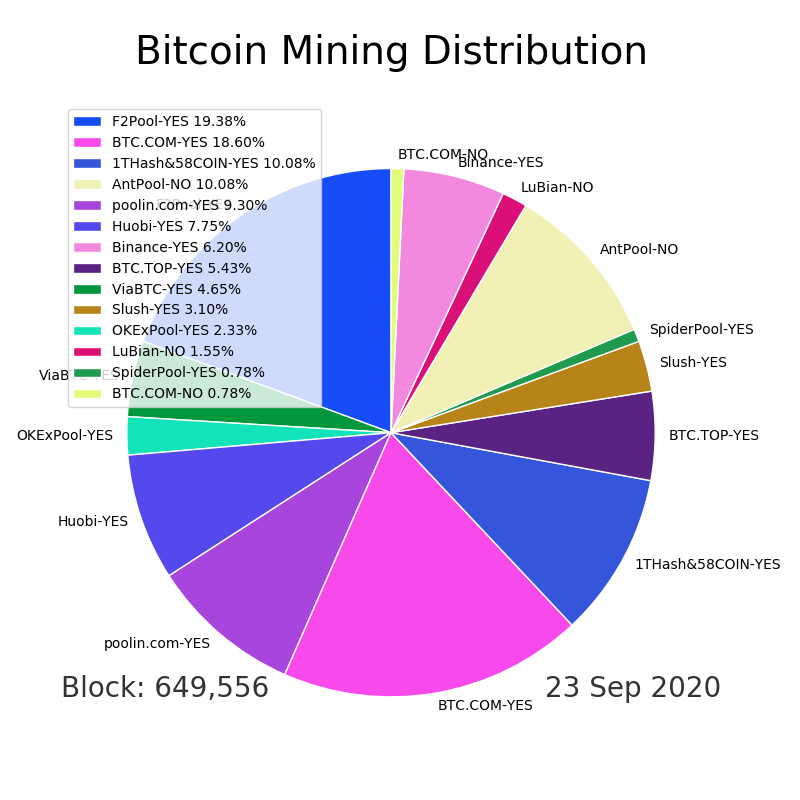 Bitcoin Mining Distribution
F2Pool-YES 19.38%
BTC.COM-YES 18.60%
1THash&58COIN-YES 10.08%
AntPool-NO 10.08%
poolin.com-YES 9.30%
Huobi-YES 7.75%
Binance-YES 6.20%
BTC.TOP-YES 5.43%
ViaBTC-YES 4.65%
Slush-YES 3.10%
OKExPool-YES 2.33%
LuBian-NO 1.55%
SpiderPool-YES 0.78%
BTC.COM-NO 0.78%
BTC.COM-NO
Binance-YES
LuBian-NO
AntPool-NO
SpiderPool-YES
Slush-YES
BTC.TOP-YES
1THash&58COIN-YES
BTC.COM-YES
poolin.com-YES
Huobi-YES
OKExPool-YES
ViaBTC-YES
F2Pool-YES
Block: 649,556
23 Sep 2020